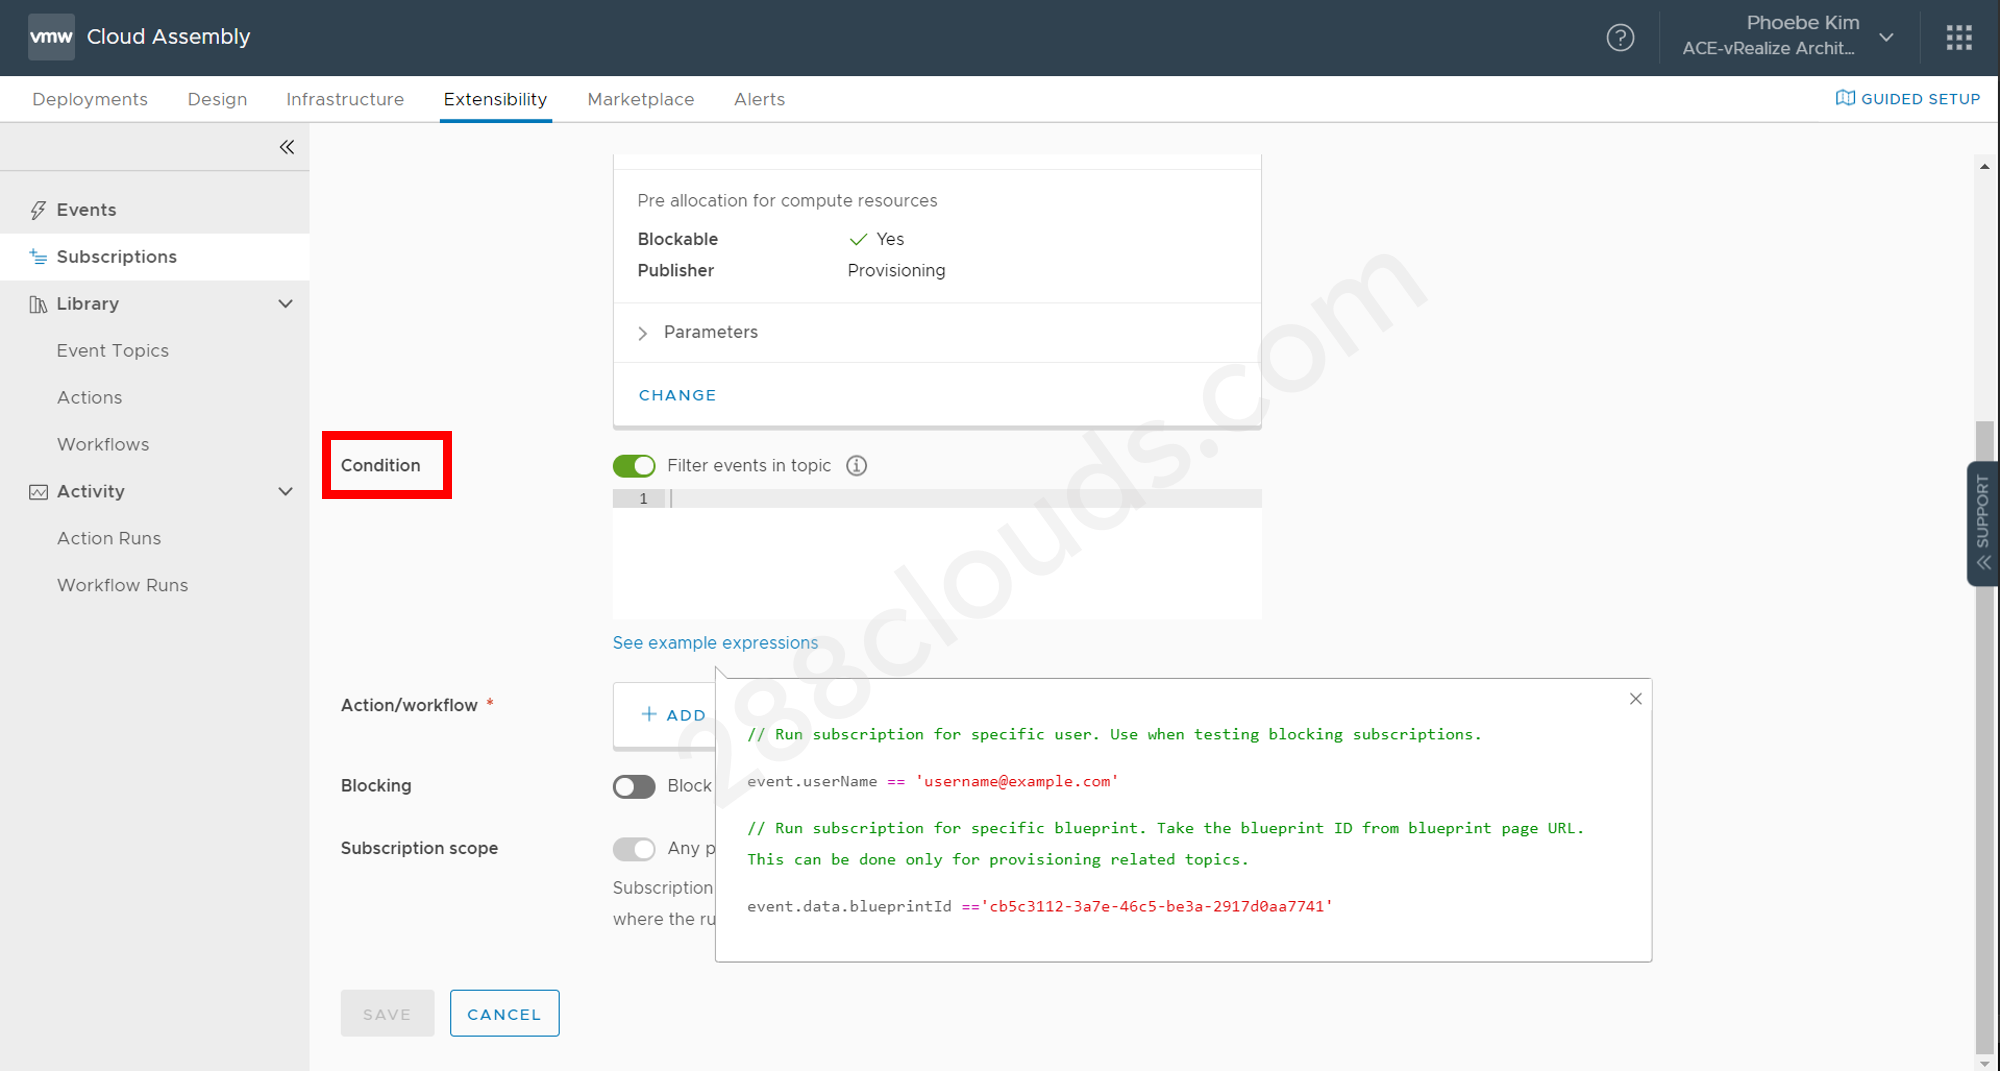 vmw Cloud Assembly
Phoebe Kim
ACE-vRealize Archit...
Deployments Design Infrastructure Extensibility Marketplace Alerts
GUIDED SETUP
Events
Subscriptions
Library
Event Topics
Actions
Workflows
Activity
Action Runs
Workflow Runs
Pre allocation for compute resources
Blockable Yes
Publisher Provisioning
Parameters
CHANGE
Condition Filter events in topic
1
See example expressions
Action/workflow * + ADD
// Run subscription for specific user. Use when testing blocking subscriptions.
event.userName == 'username@example.com'
// Run subscription for specific blueprint. Take the blueprint ID from blueprint page URL.
This can be done only for provisioning related topics.
event.data.blueprintId =='cb5c3112-3a7e-46c5-be3a-2917d0aa7741'
Blocking Block
Subscription scope Any p
Subscription
where the ru
SAVE CANCEL
SUPPORT
288clouds.com